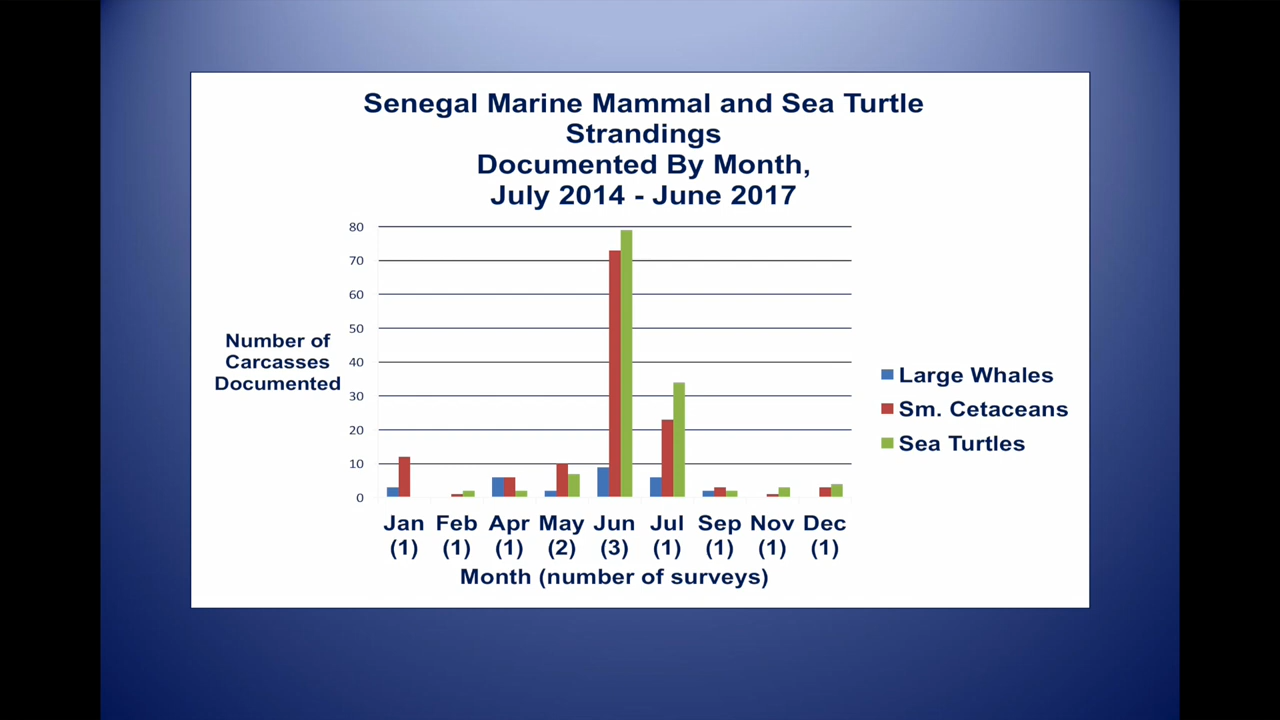 Senegal Marine Mammal and Sea Turtle
Strandings
Documented By Month,
July 2014 - June 2017
80
70
60
50
40
30
20
10
0
Number of
Carcasses
Documented
Large Whales
Sm. Cetaceans
Sea Turtles
Jan Feb Apr May Jun Jul Sep Nov Dec
(1) (1) (1) (2) (3) (1) (1) (1) (1)
Month (number of surveys)